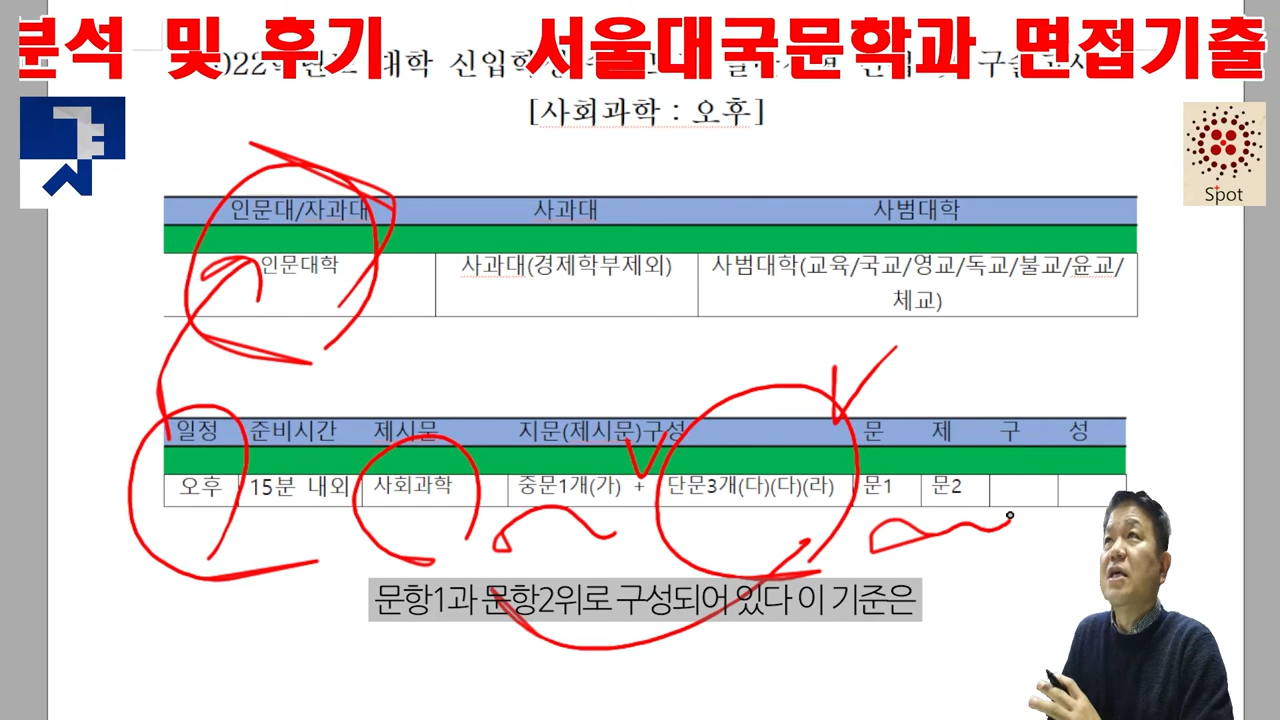 분석 및 후기 서울대국문학과 면접기출
대학 신입학
[사회과학 : 오후]
Spot
인문대/자과대 사과대 사범대학
인문대학 사과대(경제학부제외) 사범대학(교육/국교/영교/독교/불교/윤교/
체교)
일정 준비시간 제시문 지문(제시문)구성 문 제 구 성
오후 15분 내외 사회과학 중문1개(가) + 단문3개(다)(다)(라) 문1 문2
문항1과 문항2위로 구성되어 있다 이 기준은